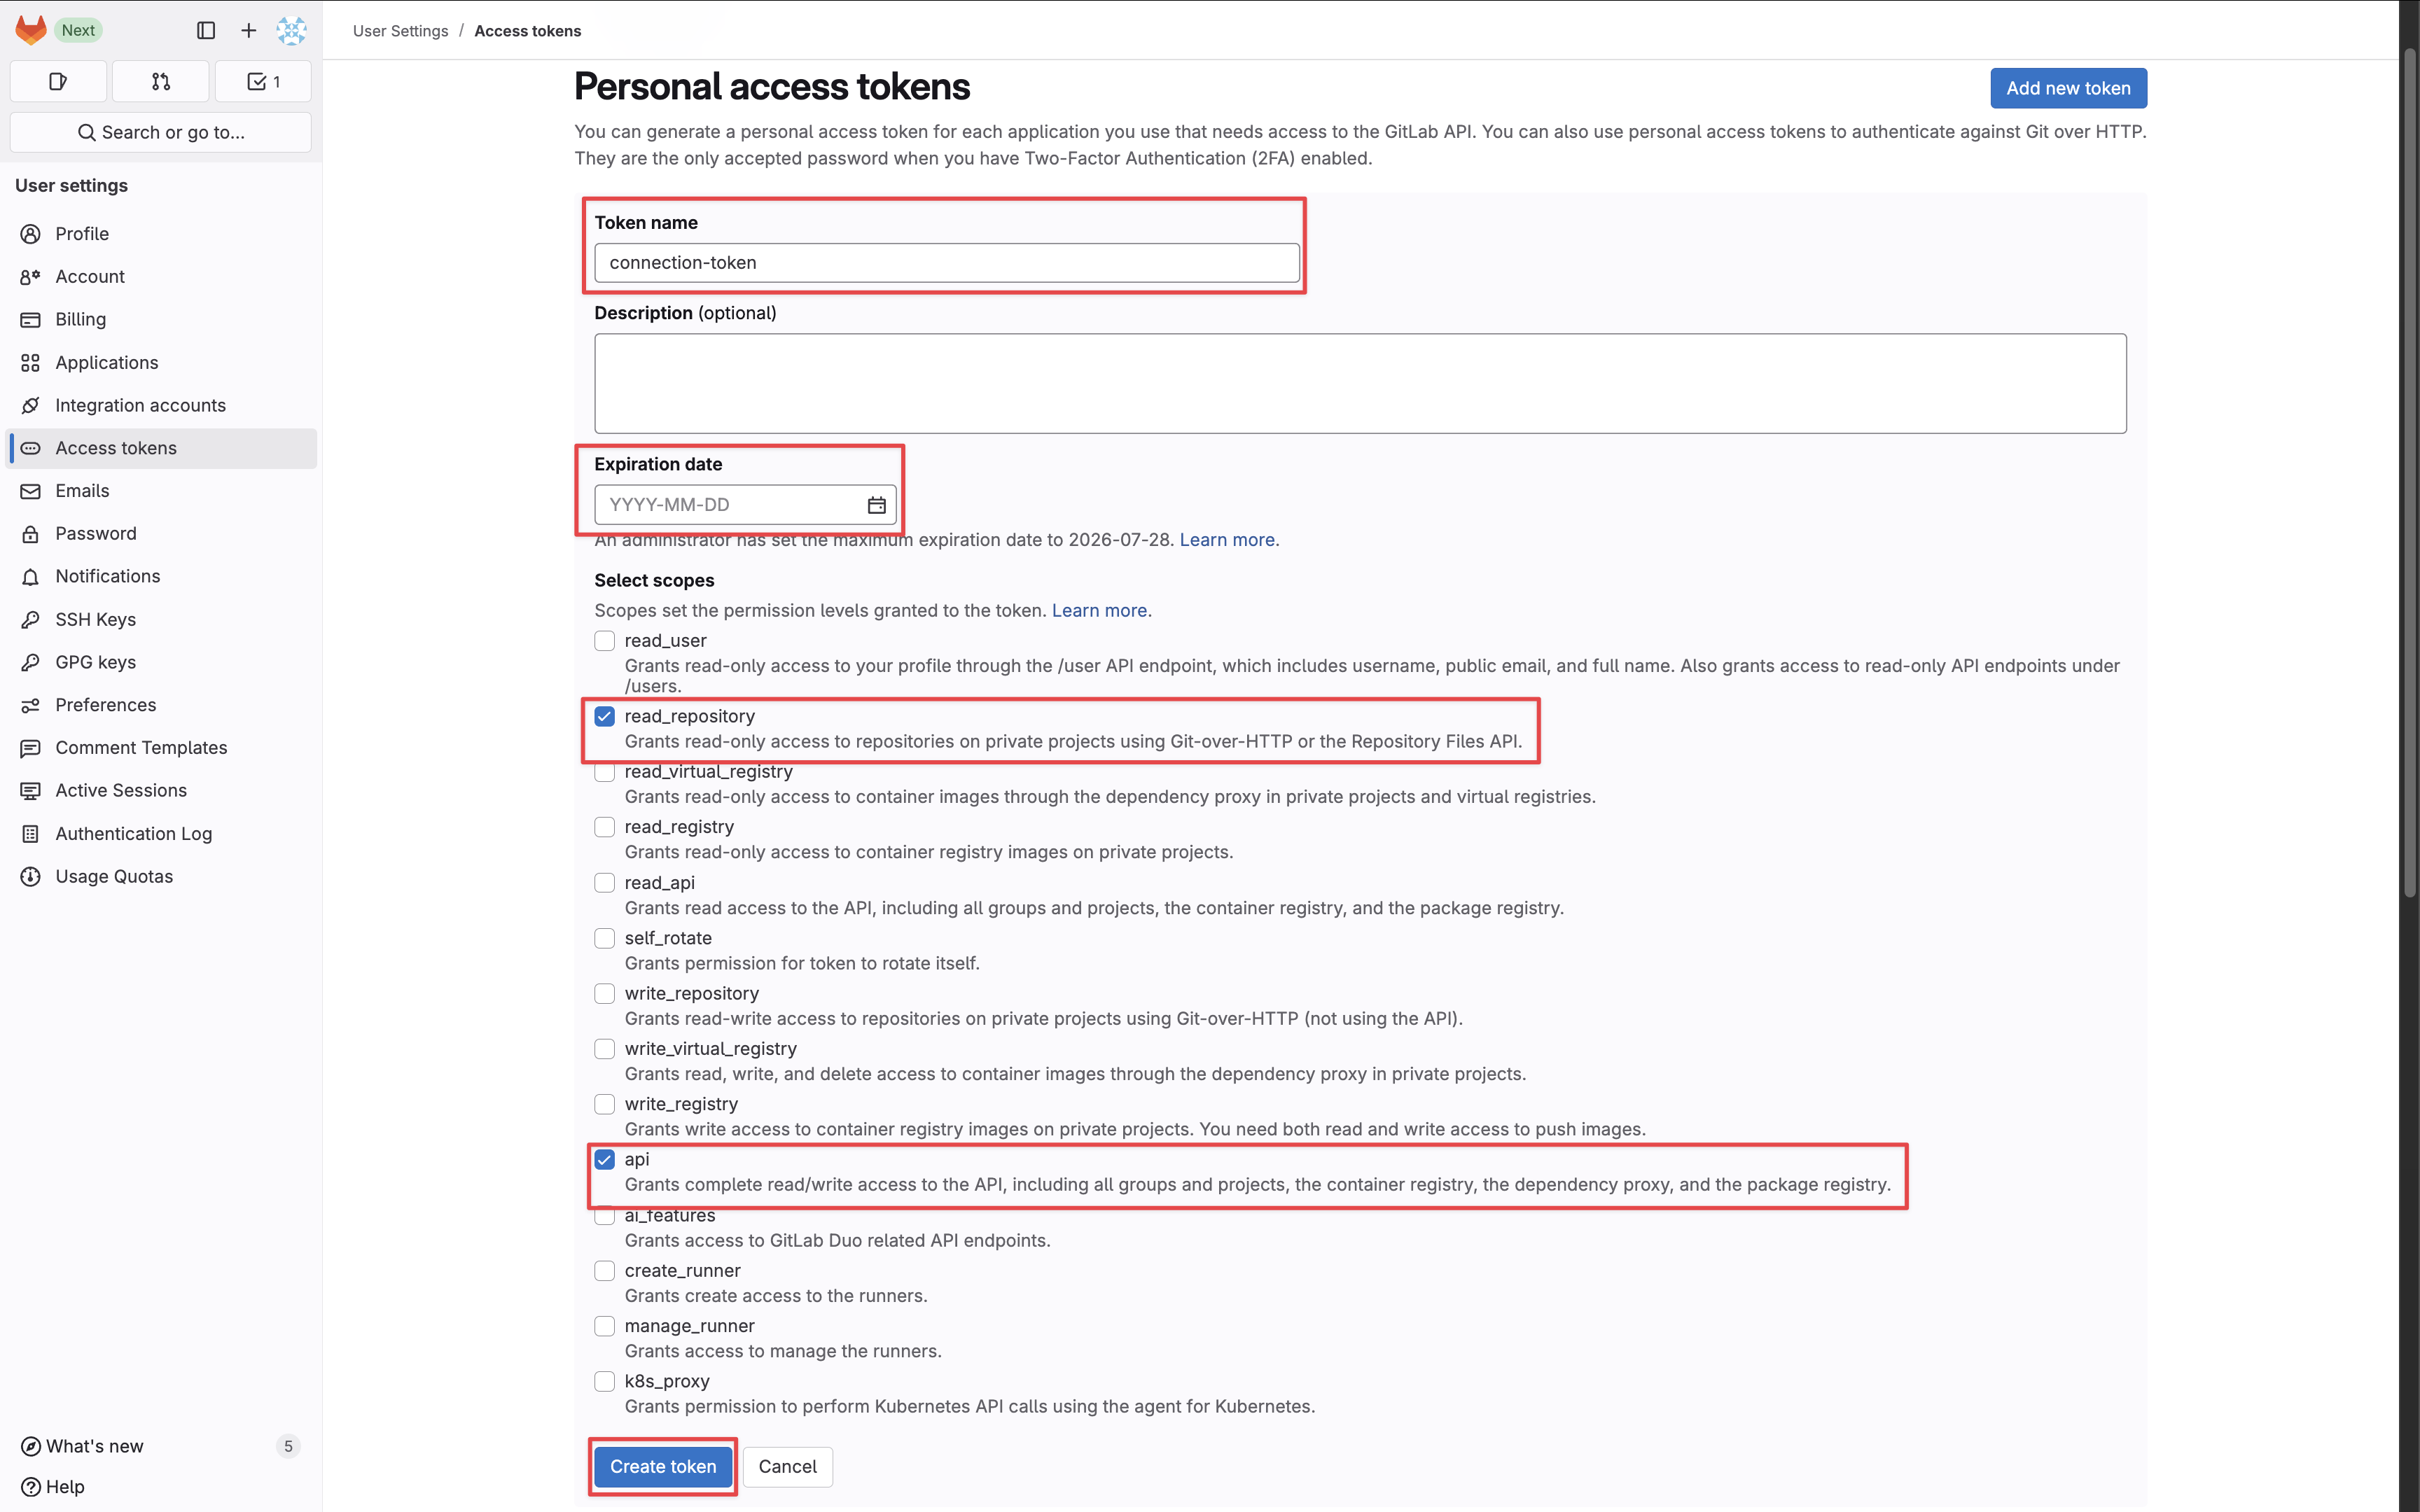 Next
1
Search or go to...
User settings
Profile
Account
Billing
Applications
Integration accounts
Access tokens
Emails
Password
Notifications
SSH Keys
GPG keys
Preferences
Comment Templates
Active Sessions
Authentication Log
Usage Quotas
What's new 5
Help
User Settings / Access tokens
Personal access tokens
Add new token
You can generate a personal access token for each application you use that needs access to the GitLab API. You can also use personal access tokens to authenticate against Git over HTTP.
They are the only accepted password when you have Two-Factor Authentication (2FA) enabled.
Token name
connection-token
Description (optional)
Expiration date
YYYY-MM-DD
An administrator has set the maximum expiration date to 2026-07-28. Learn more.
Select scopes
Scopes set the permission levels granted to the token. Learn more.
read_user
Grants read-only access to your profile through the /user API endpoint, which includes username, public email, and full name. Also grants access to read-only API endpoints under
/users.
read_repository
Grants read-only access to repositories on private projects using Git-over-HTTP or the Repository Files API.
read_virtual_registry
Grants read-only access to container images through the dependency proxy in private projects and virtual registries.
read_registry
Grants read-only access to container registry images on private projects.
read_api
Grants read access to the API, including all groups and projects, the container registry, and the package registry.
self_rotate
Grants permission for token to rotate itself.
write_repository
Grants read-write access to repositories on private projects using Git-over-HTTP (not using the API).
write_virtual_registry
Grants read, write, and delete access to container images through the dependency proxy in private projects.
write_registry
Grants write access to container registry images on private projects. You need both read and write access to push images.
api
Grants complete read/write access to the API, including all groups and projects, the container registry, the dependency proxy, and the package registry.
ai_features
Grants access to GitLab Duo related API endpoints.
create_runner
Grants create access to the runners.
manage_runner
Grants access to manage the runners.
k8s_proxy
Grants permission to perform Kubernetes API calls using the agent for Kubernetes.
Create token
Cancel